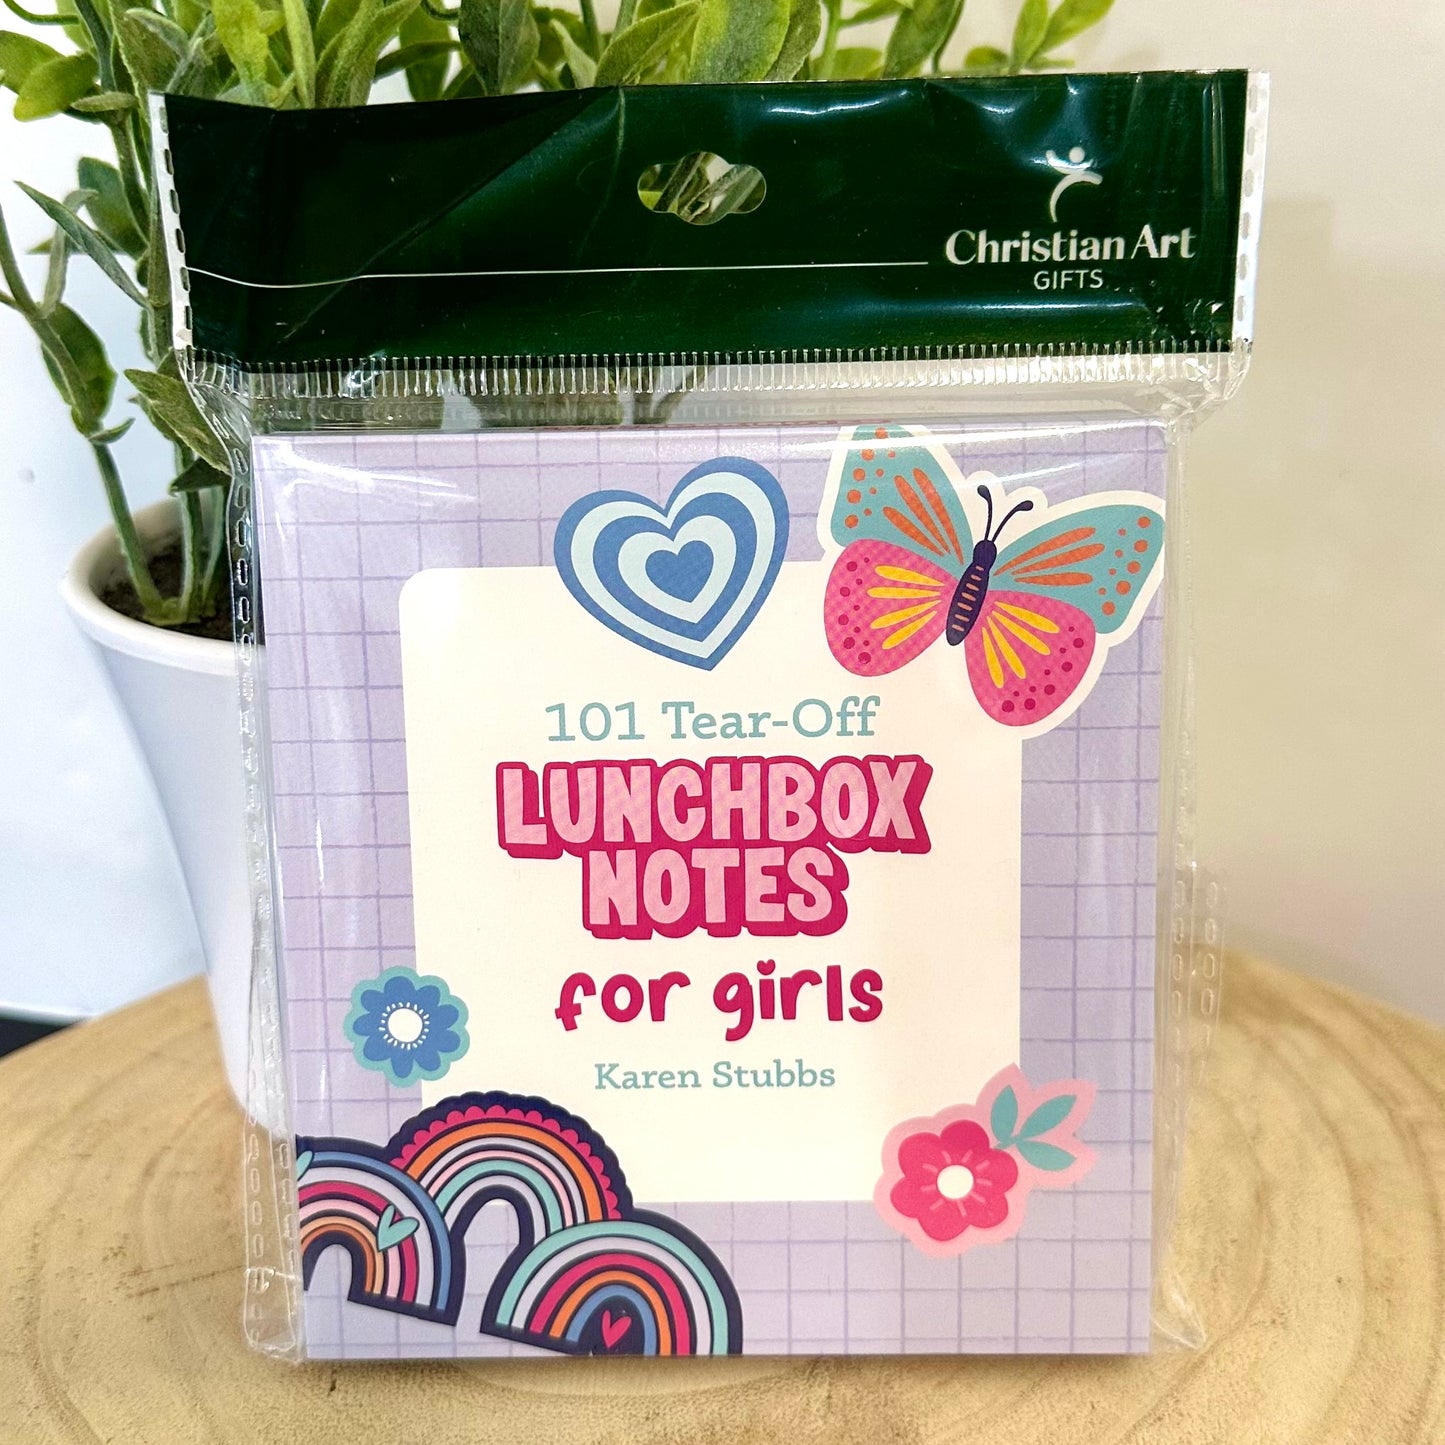 Christian Art
GIFTS
101 Tear-Off
LUNCHBOX
NOTES
for girls
Karen Stubbs